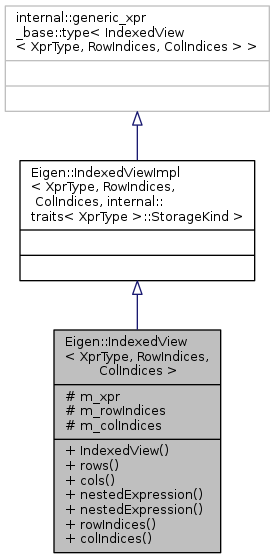 internal::generic_xpr
_base::type< IndexedView
< XprType, RowIndices, ColIndices > >
Eigen::IndexedViewImpl
< XprType, RowIndices,
ColIndices, internal::
traits< XprType >::StorageKind >
Eigen::IndexedView
< XprType, RowIndices,
ColIndices >
# m_xpr
# m_rowIndices
# m_colIndices
+ IndexedView()
+ rows()
+ cols()
+ nestedExpression()
+ nestedExpression()
+ rowIndices()
+ colIndices()